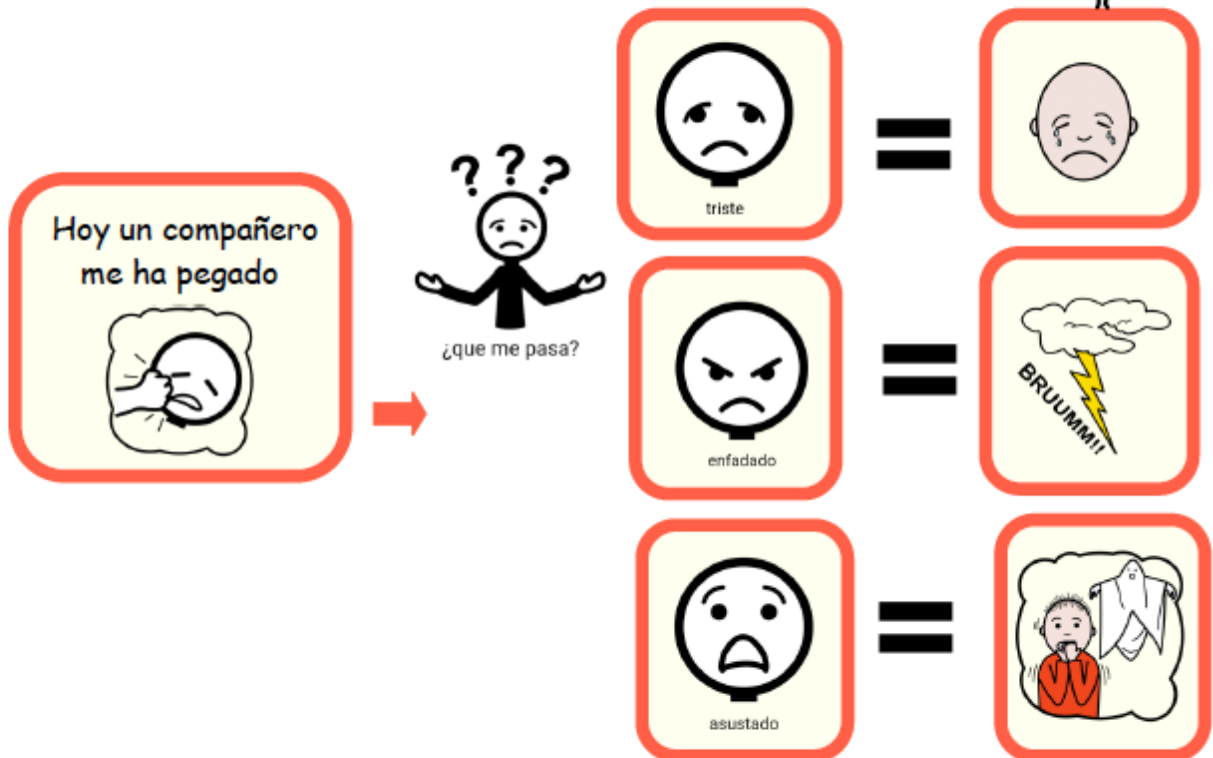 Hoy un compañero
me ha pegado
? ? ?
¿que me pasa?
triste
enfadado
BRUUMM!!
asustado